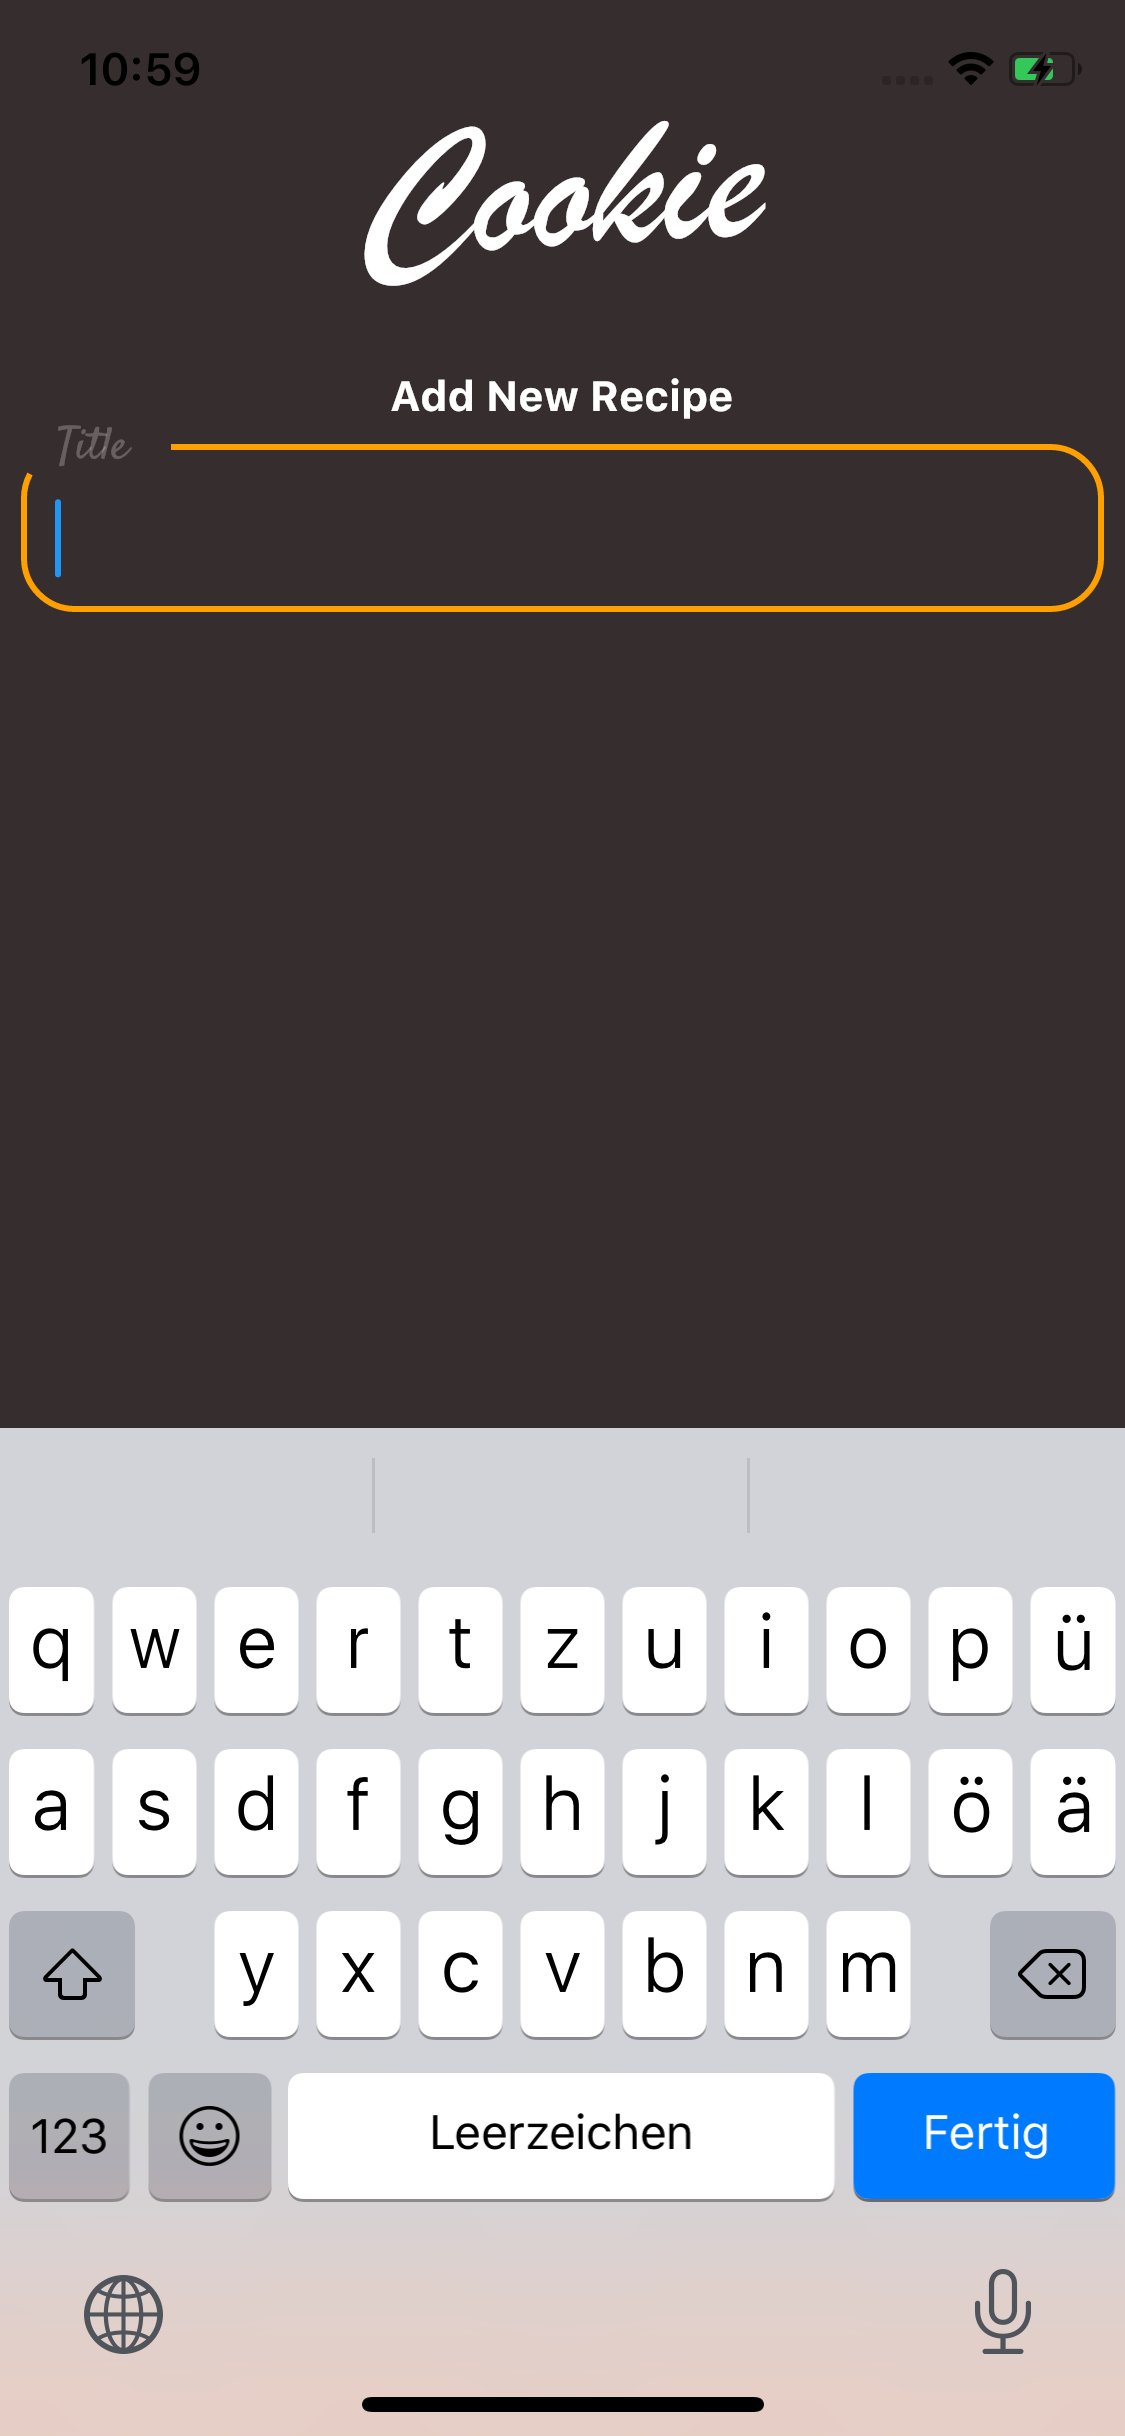 10:59
Cookie
Add New Recipe
Title
q w e r t z u i o p ü
a s d f g h j k l ö ä
y x c v b n m
123 Leerzeichen Fertig